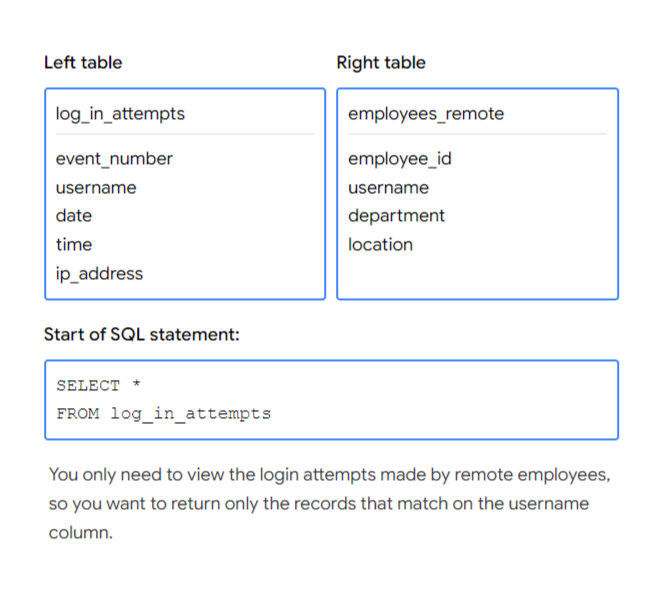 Left table
Right table
log_in_attempts
employees_remote
event_number
username
date
time
ip_address
employee_id
username
department
location
Start of SQL statement:
SELECT *
FROM log_in_attempts
You only need to view the login attempts made by remote employees,
so you want to return only the records that match on the username
column.